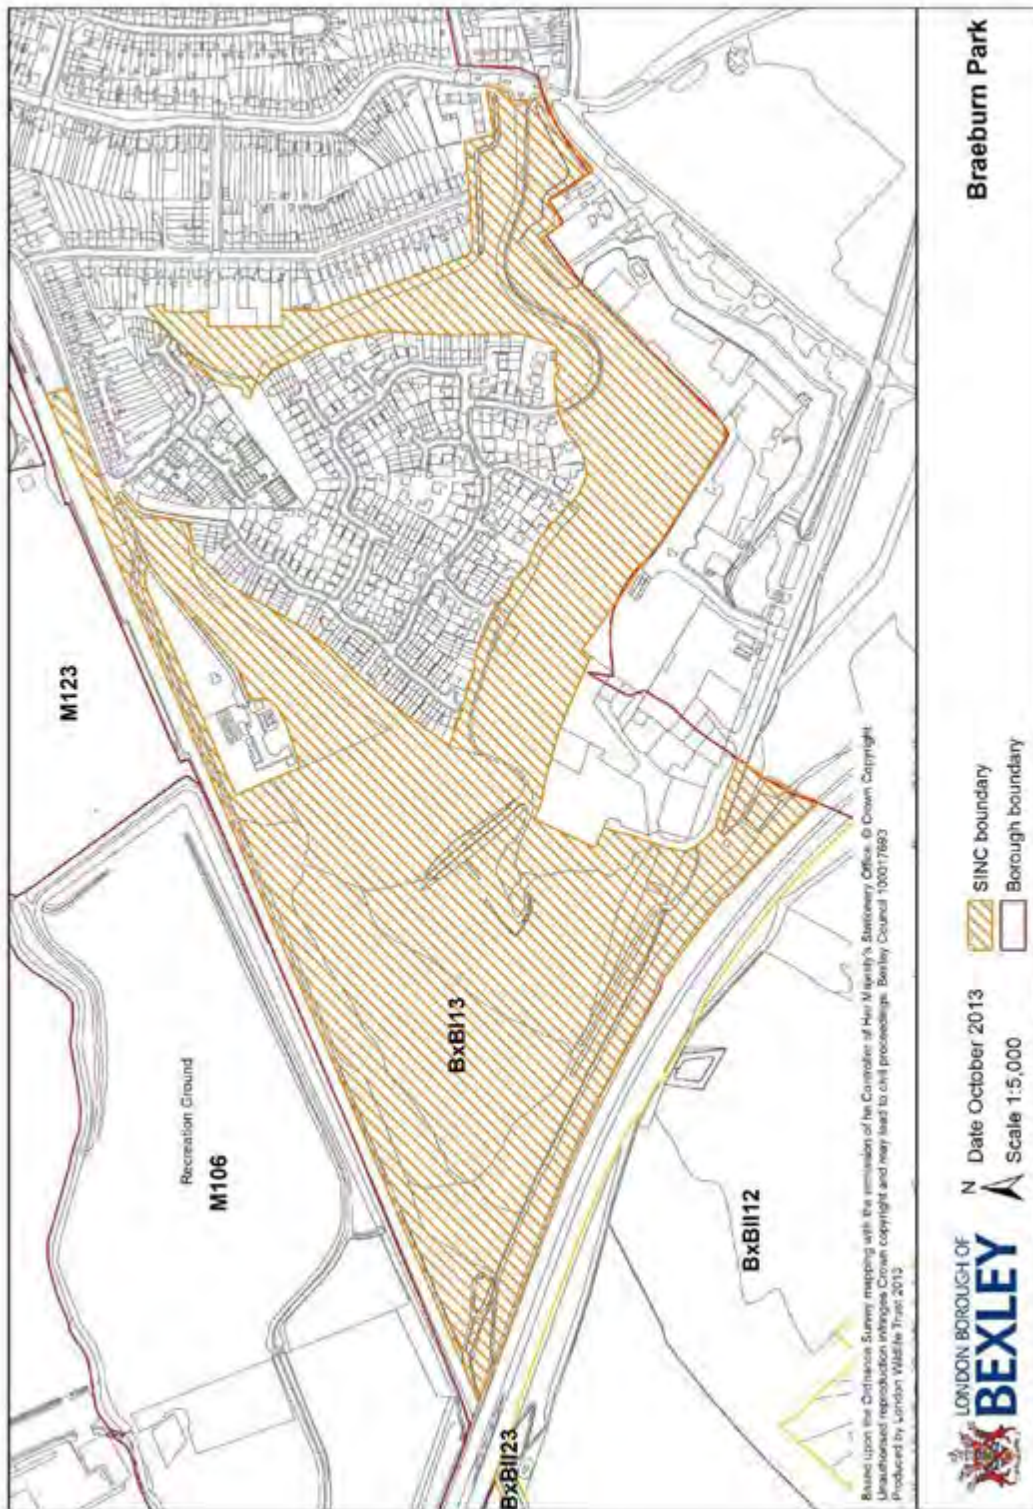 M123
Recreation Ground
M106
BxBI13
BxBII12
BxBII23
Based upon the Ordnance Survey mapping with the permission of he Controller of Her Majesty's Stationery Office. © Crown Copyright
Unauthorised reproduction infringes Crown copyright and may lead to civil proceedings. Bexley Council 100017693
Produced by London Wildlife Trust 2013
LONDON BOROUGH OF
BEXLEY
N
Date October 2013
Scale 1:5,000
SINC boundary
Borough boundary
Braeburn Park